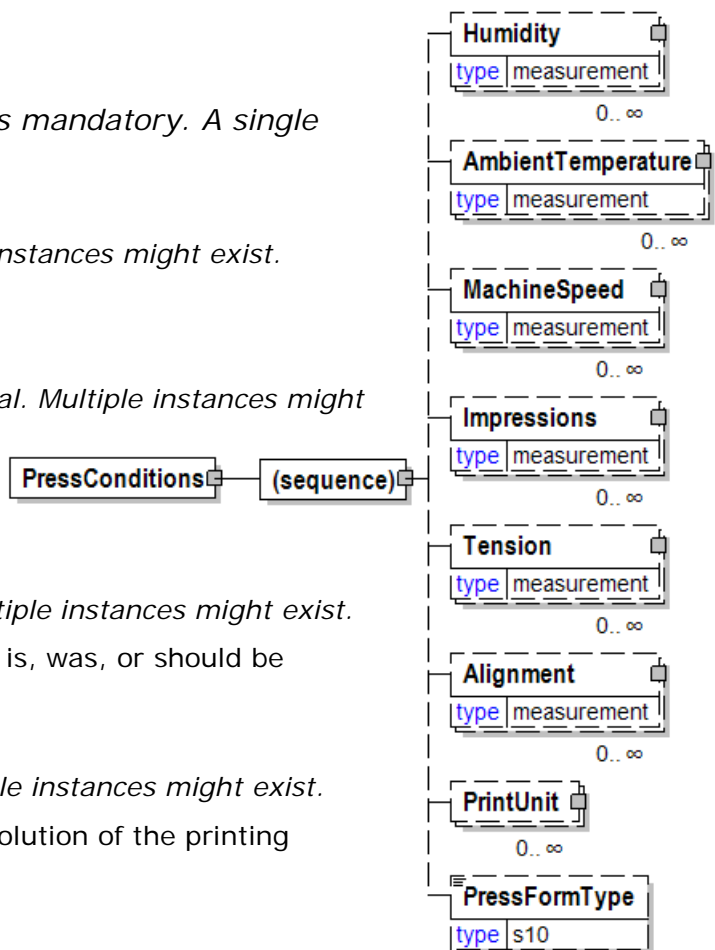 s mandatory. A single
nstances might exist.
al. Multiple instances might
tiple instances might exist.
is, was, or should be
le instances might exist.
olution of the printing
PressConditions
(sequence)
Humidity
type measurement
0.. ∞
AmbientTemperature
type measurement
0.. ∞
MachineSpeed
type measurement
0.. ∞
Impressions
type measurement
0.. ∞
Tension
type measurement
0.. ∞
Alignment
type measurement
0.. ∞
PrintUnit
0.. ∞
PressFormType
type s10